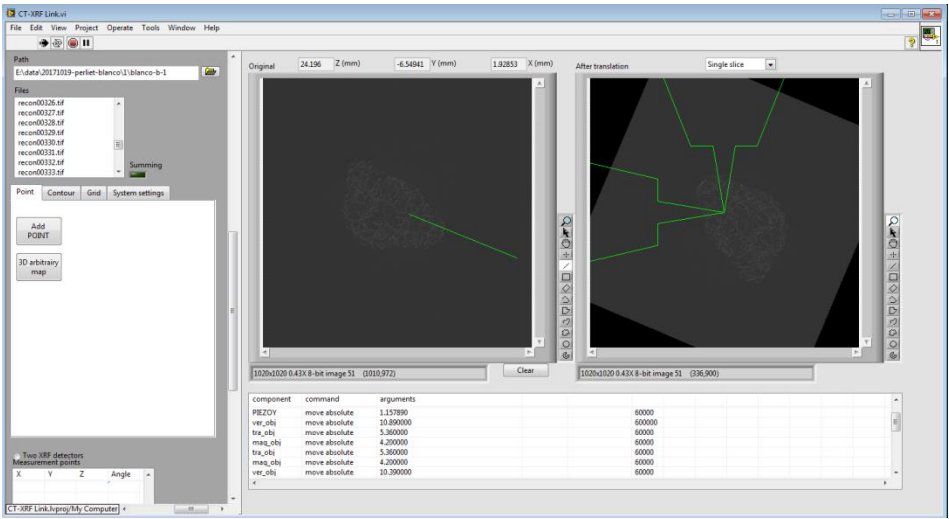 CT-XRF Link.vi
File Edit View Project Operate Tools Window Help
Path
E:\data\20171019-perliet-blanco\1\blanco-b-1
Files
recon00326.tif
recon00327.tif
recon00328.tif
recon00329.tif
recon00330.tif
recon00331.tif
recon00332.tif
recon00333.tif
Summing
Point Contour Grid System settings
Add
POINT
3D arbitrairy
map
Two XRF detectors
Measurement points
X Y Z Angle
CT-XRF Link.lvproj/My Computer
Original 24.196 Z (mm) -6.54941 Y (mm) 1.92853 X (mm)
After translation Single slice
1020x1020 0.43X 8-bit image 51 (1010,972)
Clear
1020x1020 0.43X 8-bit image 51 (336,900)
component command arguments
PIEZOY move absolute 1.157890 60000
ver_obj move absolute 10.890000 600000
tra_obj move absolute 5.360000 60000
maq_obj move absolute 4.200000 60000
tra_obj move absolute 5.360000 60000
maq_obj move absolute 4.200000 60000
ver_obj move absolute 10.390000 60000